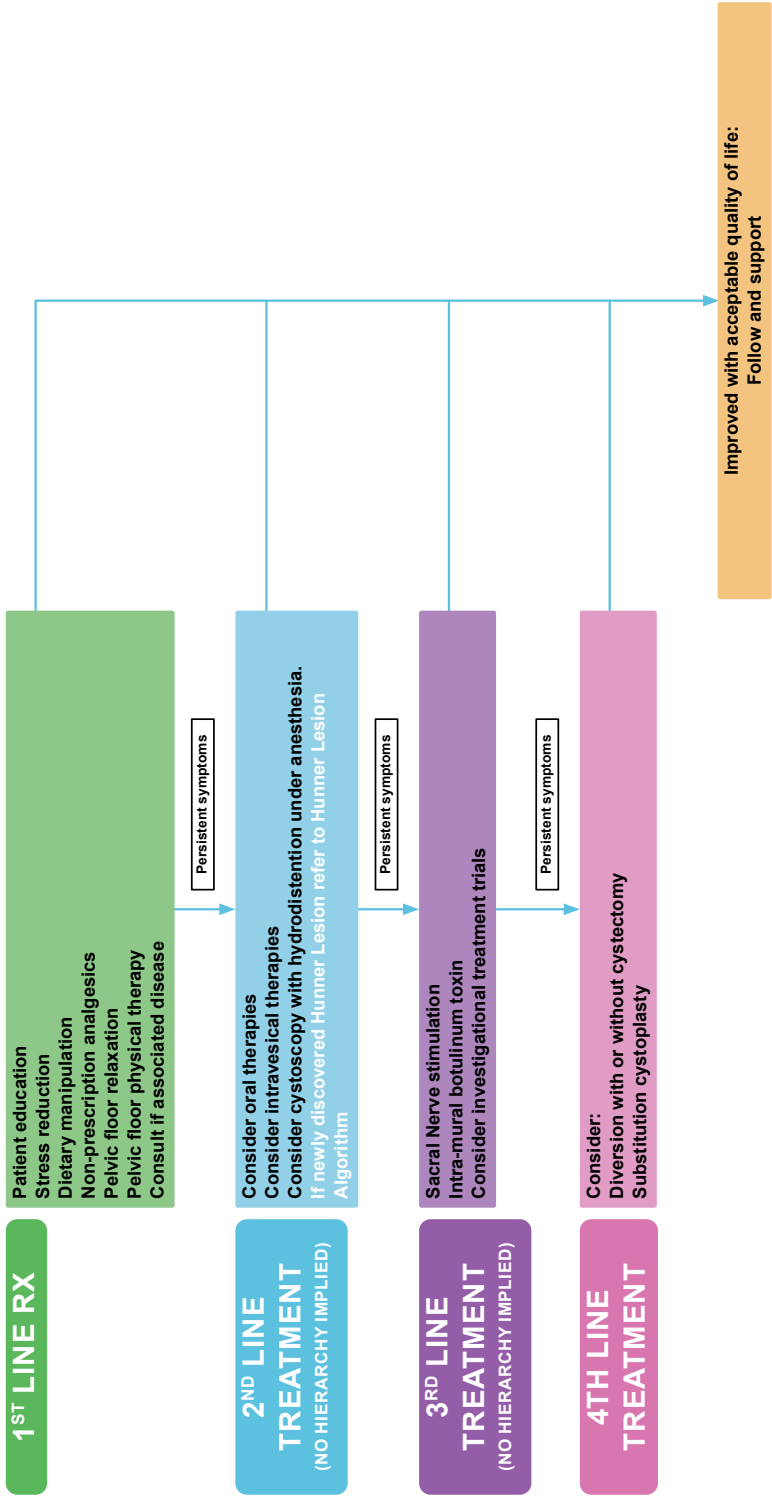 1ST LINE RX
Patient education
Stress reduction
Dietary manipulation
Non-prescription analgesics
Pelvic floor relaxation
Pelvic floor physical therapy
Consult if associated disease
Persistent symptoms
2ND LINE
TREATMENT
(NO HIERARCHY IMPLIED)
Consider oral therapies
Consider intravesical therapies
Consider cystoscopy with hydrodistention under anesthesia.
If newly discovered Hunner Lesion refer to Hunner Lesion
Algorithm
Persistent symptoms
3RD LINE
TREATMENT
(NO HIERARCHY IMPLIED)
Sacral Nerve stimulation
Intra-mural botulinum toxin
Consider investigational treatment trials
Persistent symptoms
4TH LINE
TREATMENT
Consider:
Diversion with or without cystectomy
Substitution cystoplasty
Improved with acceptable quality of life:
Follow and support